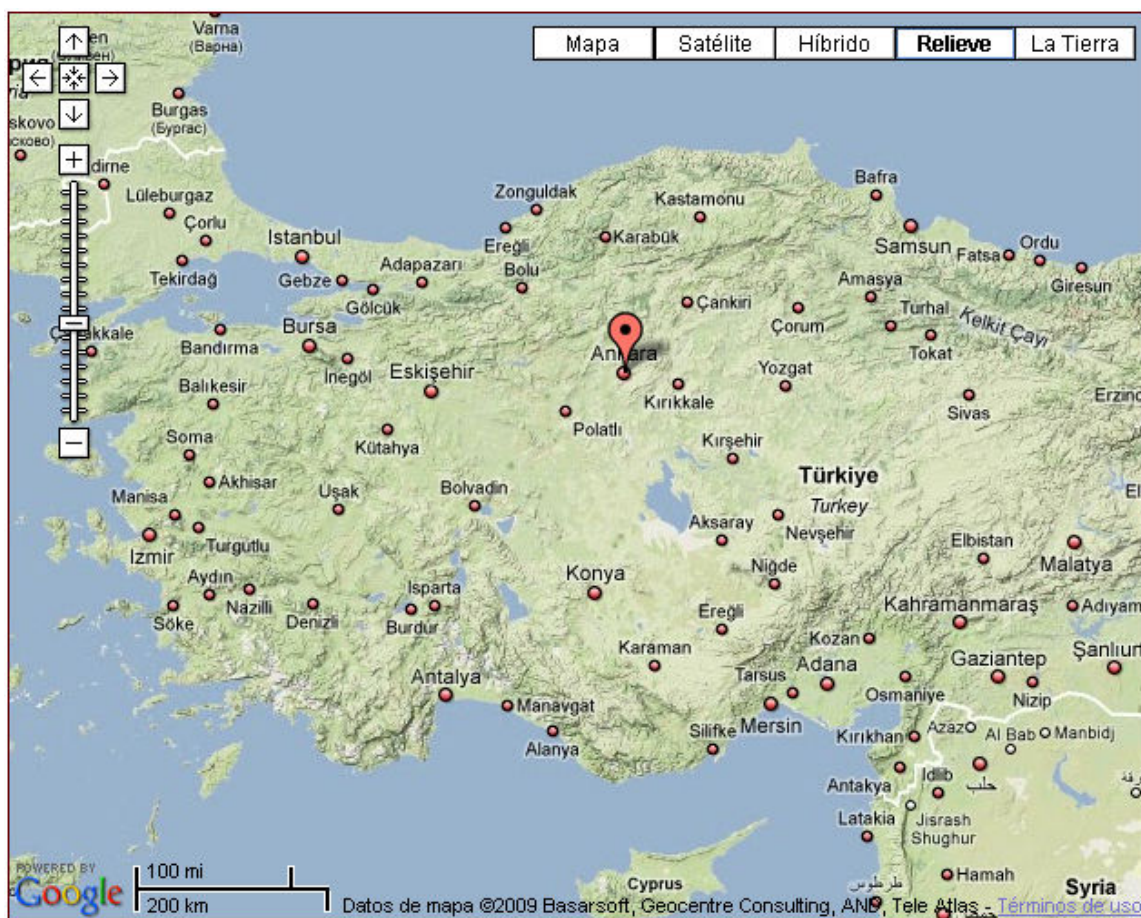 Varna
(Варна)
Mapa
Satélite
Híbrido
Relieve
La Tierra
Burgas
(Бургас)
Lüleburgaz
Çorlu
Tekirdağ
Istanbul
Gebze
Gölcük
Adapazarı
Zonguldak
Ereğli
Bolu
Karabük
Kastamonu
Bafra
Samsun
Fatsa
Ordu
Giresun
Amasya
Turhal
Tokat
Kelkit Çayı
Çankiri
Çorum
Bandırma
Bursa
İnegöl
Eskişehir
Ankara
Kırıkkale
Yozgat
Sivas
Balıkesir
Kütahya
Polatlı
Kırşehir
Soma
Akhisar
Uşak
Bolvadin
Türkiye
Turkey
Manisa
Izmir
Turgutlu
Aksaray
Nevşehir
Elbistan
Malatya
Aydın
Nazilli
Söke
Denizli
Isparta
Burdur
Konya
Niğde
Ereğli
Kahramanmaraş
Karaman
Kozan
Adana
Tarsus
Mersin
Osmaniye
Gaziantep
Nizip
Antalya
Manavgat
Alanya
Silifke
Kırıkhan
Azaz
Al Bab
Manbidj
Antakya
Idlib
حلب
Latakia
Jisrash
Shughur
Hamah
طرطوس
Cyprus
Syria
POWERED BY
Google
100 mi
200 km
Datos de mapa ©2009 Basarsoft, Geocentre Consulting, AND, Tele Atlas - Términos de uso